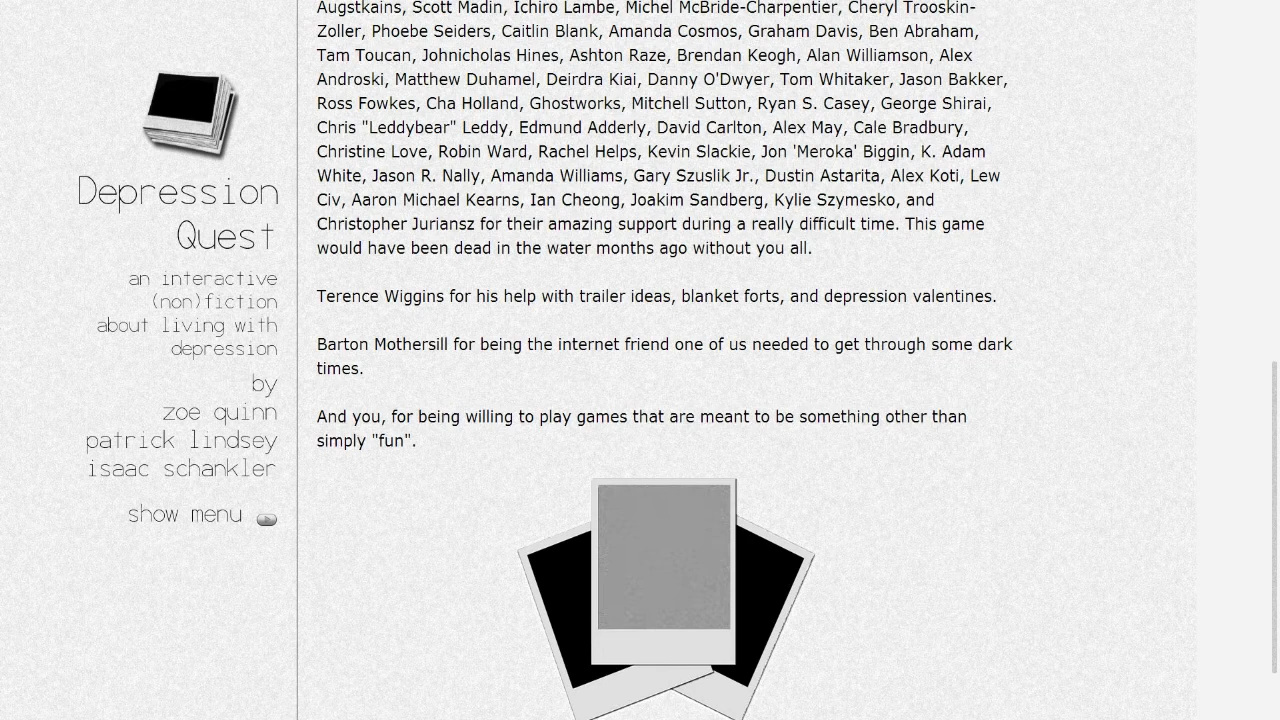 Depression
Quest
an interactive
(non)fiction
about living with
depression
by
zoe quinn
patrick lindsey
isaac schankler
show menu
Augstkains, Scott Madin, Ichiro Lambe, Michel McBride-Charpentier, Cheryl Trooskin-
Zoller, Phoebe Seiders, Caitlin Blank, Amanda Cosmos, Graham Davis, Ben Abraham,
Tam Toucan, Johnicholas Hines, Ashton Raze, Brendan Keogh, Alan Williamson, Alex
Androski, Matthew Duhamel, Deirdra Kiai, Danny O'Dwyer, Tom Whitaker, Jason Bakker,
Ross Fowkes, Cha Holland, Ghostworks, Mitchell Sutton, Ryan S. Casey, George Shirai,
Chris "Leddybear" Leddy, Edmund Adderly, David Carlton, Alex May, Cale Bradbury,
Christine Love, Robin Ward, Rachel Helps, Kevin Slackie, Jon 'Meroka' Biggin, K. Adam
White, Jason R. Nally, Amanda Williams, Gary Szuslik Jr., Dustin Astarita, Alex Koti, Lew
Civ, Aaron Michael Kearns, Ian Cheong, Joakim Sandberg, Kylie Szymesko, and
Christopher Juriansz for their amazing support during a really difficult time. This game
would have been dead in the water months ago without you all.
Terence Wiggins for his help with trailer ideas, blanket forts, and depression valentines.
Barton Mothersill for being the internet friend one of us needed to get through some dark
times.
And you, for being willing to play games that are meant to be something other than
simply "fun".